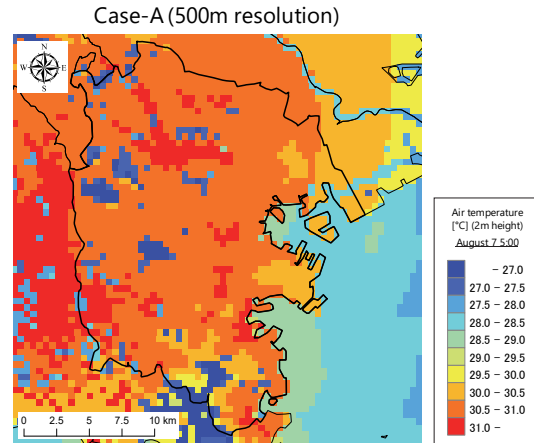 Case-A (500m resolution)
N
W E
S
0 2.5 5 7.5 10 km
Air temperature
[°C] (2m height)
August 7 5:00
– 27.0
27.0 – 27.5
27.5 – 28.0
28.0 – 28.5
28.5 – 29.0
29.0 – 29.5
29.5 – 30.0
30.0 – 30.5
30.5 – 31.0
31.0 –